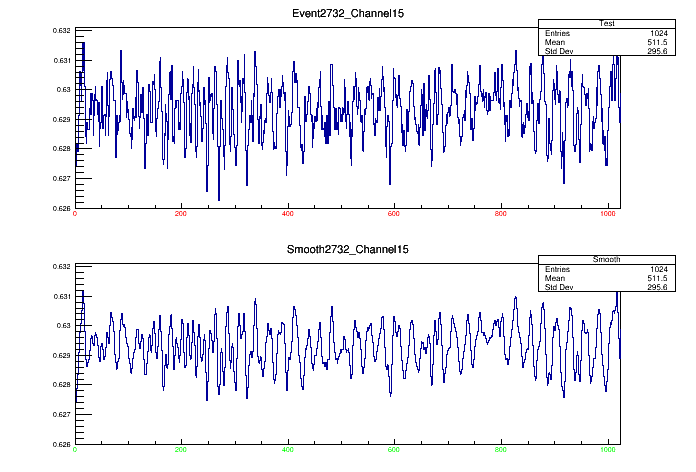 Event2732_Channel15
Test
Entries 1024
Mean 511.5
Std Dev 295.6
0.632
0.631
0.63
0.629
0.628
0.627
0.626
0 200 400 600 800 1000
Smooth2732_Channel15
Smooth
Entries 1024
Mean 511.5
Std Dev 295.6
0.632
0.631
0.63
0.629
0.628
0.627
0.626
0 200 400 600 800 1000